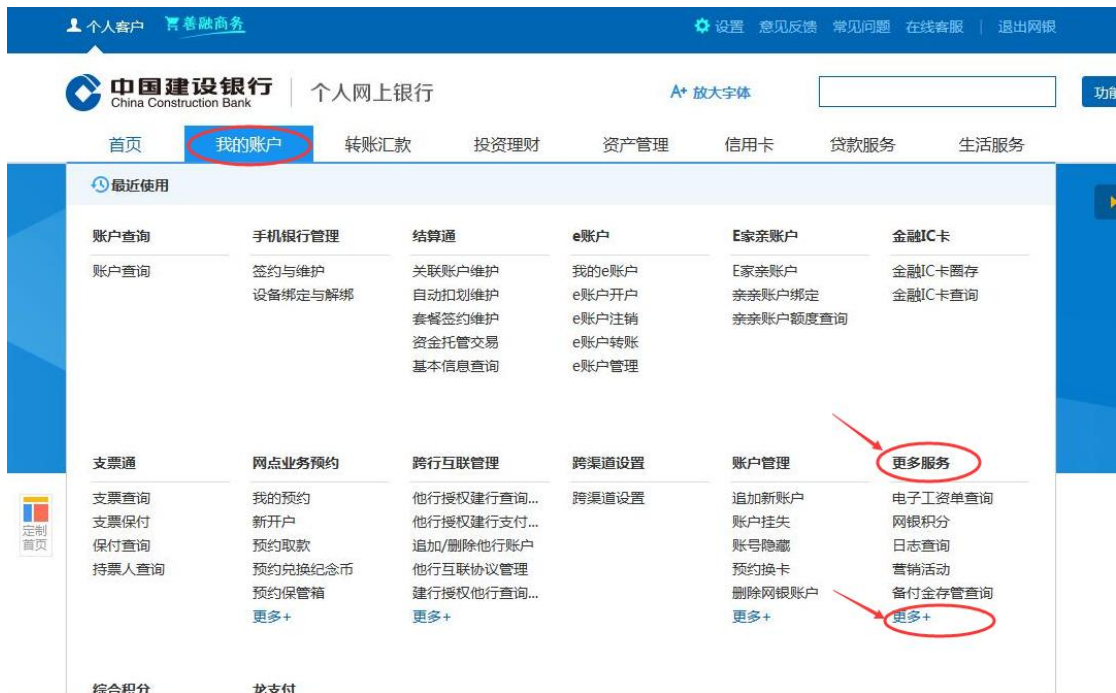 个人客户 善融商务 设置 意见反馈 常见问题 在线客服 | 退出网银
中国建设银行
China Construction Bank
个人网上银行
A+ 放大字体
功能
首页 我的账户 转账汇款 投资理财 资产管理 信用卡 贷款服务 生活服务
最近使用
账户查询 手机银行管理 结算通 e账户 E家亲账户 金融IC卡
账户查询 签约与维护 关联账户维护 我的e账户 E家亲账户 金融IC卡圈存
设备绑定与解绑 自动扣划维护 e账户开户 亲亲账户绑定 金融IC卡查询
套餐签约维护 e账户注销 亲亲账户额度查询
资金托管交易 e账户转账
基本信息查询 e账户管理
支票通 网点业务预约 跨行互联管理 跨渠道设置 账户管理 更多服务
支票查询 我的预约 他行授权建行查询... 跨渠道设置 追加新账户 电子工资单查询
支票保付 新开户 他行授权建行支付... 账户挂失 网银积分
保付查询 预约取款 追加/删除他行账户 账号隐藏 日志查询
持票人查询 预约兑换纪念币 他行互联协议管理 预约换卡 营销活动
预约保管箱 建行授权他行查询... 删除网银账户 备付金存管查询
更多+ 更多+ 更多+ 更多+
定制
首页
综合积分 龙支付